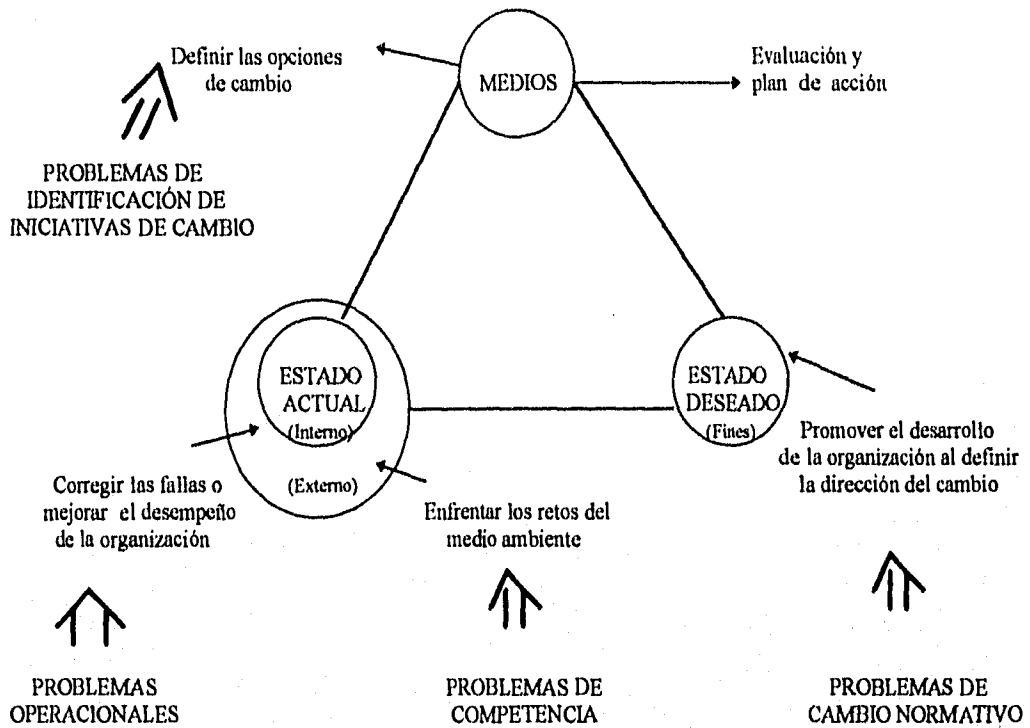 Definir las opciones
de cambio
MEDIOS
Evaluación y
plan de acción
PROBLEMAS DE
IDENTIFICACIÓN DE
INICIATIVAS DE CAMBIO
ESTADO
ACTUAL
(Interno)
(Externo)
ESTADO
DESEADO
(Fines)
Promover el desarrollo
de la organización al definir
la dirección del cambio
Corregir las fallas o
mejorar el desempeño
de la organización
Enfrentar los retos del
medio ambiente
PROBLEMAS
OPERACIONALES
PROBLEMAS DE
COMPETENCIA
PROBLEMAS DE
CAMBIO NORMATIVO